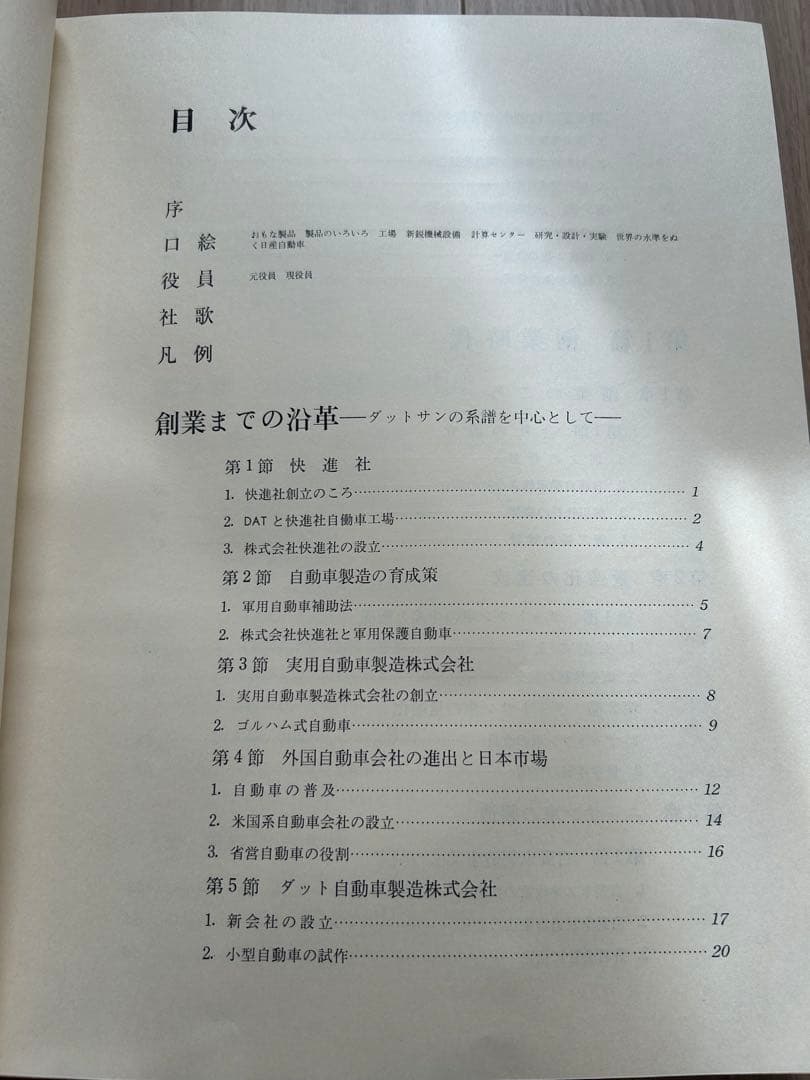 目次
序
口絵 おもな製品 製品のいろいろ 工場 新鋭機械設備 計算センター 研究・設計・実験 世界の水準をぬ
く日産自動車
役員 元役員 現役員
社歌
凡例
創業までの沿革──ダットサンの系譜を中心として──
第1節 快進社
1. 快進社創立のころ 1
2. DATと快進社自働車工場 2
3. 株式会社快進社の設立 4
第2節 自動車製造の育成策
1. 軍用自動車補助法 5
2. 株式会社快進社と軍用保護自動車 7
第3節 実用自動車製造株式会社
1. 実用自動車製造株式会社の創立 8
2. ゴルハム式自動車 9
第4節 外国自動車会社の進出と日本市場
1. 自動車の普及 12
2. 米国系自動車会社の設立 14
3. 省営自動車の役割 16
第5節 ダット自動車製造株式会社
1. 新会社の設立 17
2. 小型自動車の試作 20